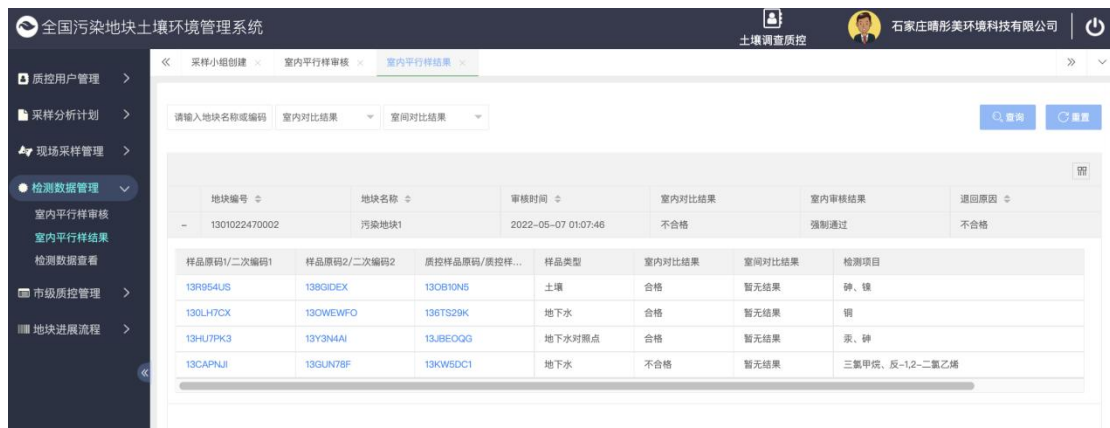 全国污染地块土壤环境管理系统
土壤调查质控
石家庄晴彤美环境科技有限公司
采样小组创建 × 室内平行样审核 × 室内平行样结果 ×
质控用户管理
采样分析计划
现场采样管理
检测数据管理
室内平行样审核
室内平行样结果
检测数据查看
市级质控管理
地块进展流程
请输入地块名称或编码 室内对比结果 室间对比结果 查询 重置
地块编号 地块名称 审核时间 室内对比结果 室内审核结果 退回原因
− 1301022470002 污染地块1 2022-05-07 01:07:46 不合格 强制通过 不合格
样品原码1/二次编码1 样品原码2/二次编码2 质控样品原码/质控样... 样品类型 室内对比结果 室间对比结果 检测项目
13R954US 138GIDEX 13OB10N5 土壤 合格 暂无结果 砷、镍
130LH7CX 13OWEWFO 136TS29K 地下水 合格 暂无结果 铜
13HU7PK3 13Y3N4AI 13JBEOQG 地下水对照点 合格 暂无结果 汞、砷
13CAPNJI 13GUN78F 13KW5DC1 地下水 不合格 暂无结果 三氯甲烷、反-1,2-二氯乙烯